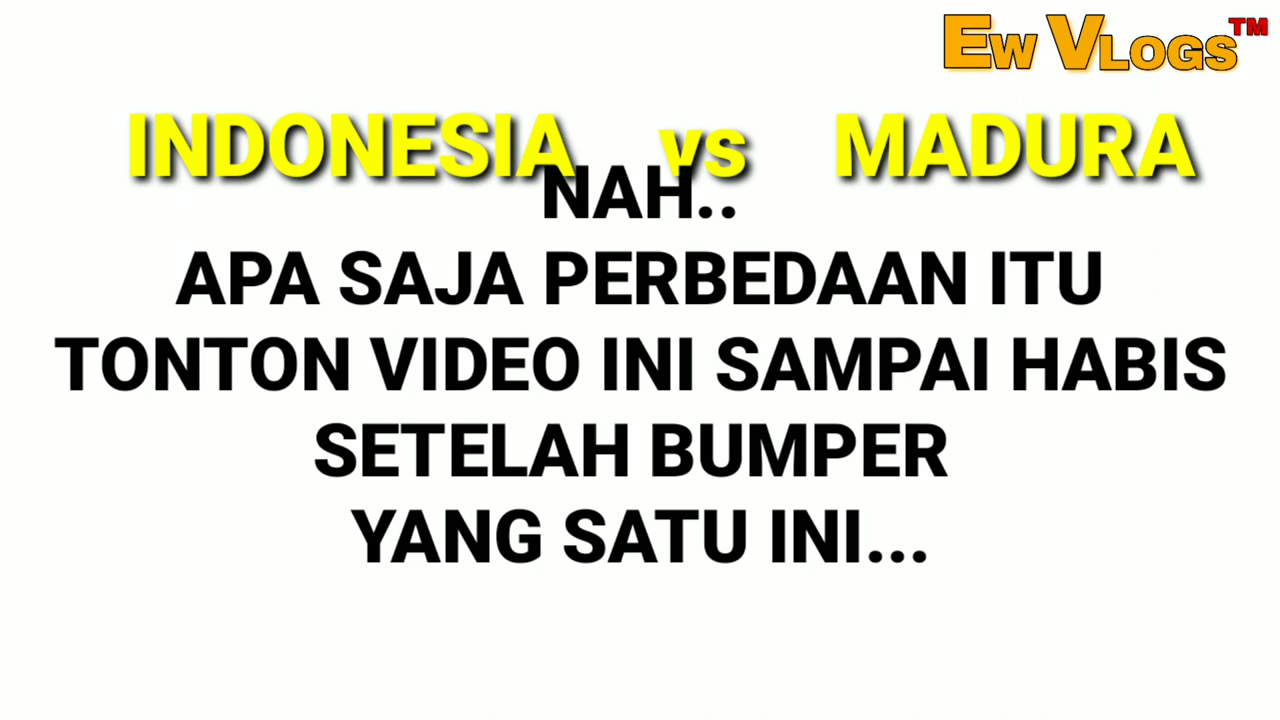 EW VLOGS™
INDONESIA vs MADURA
NAH..
APA SAJA PERBEDAAN ITU
TONTON VIDEO INI SAMPAI HABIS
SETELAH BUMPER
YANG SATU INI...